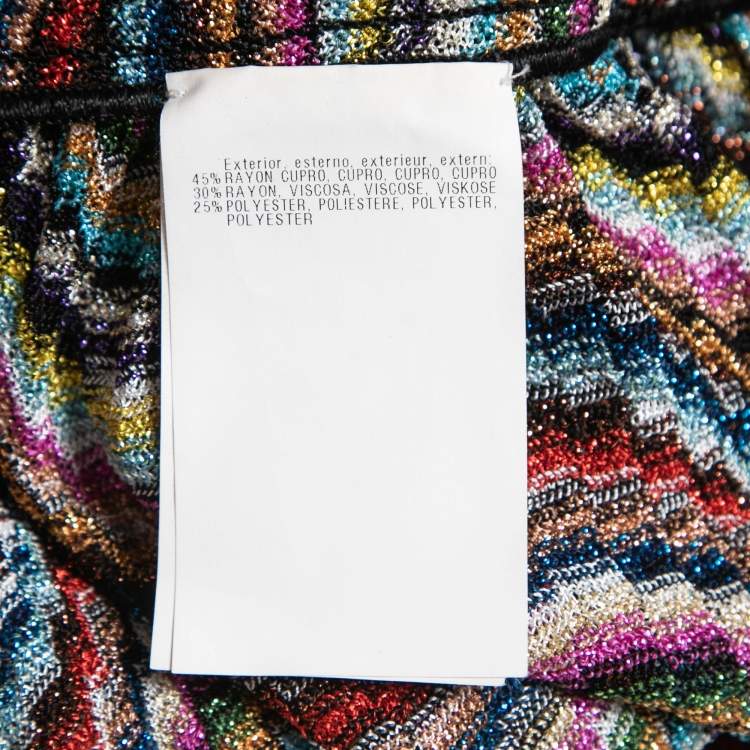 Exterior, esterno, exterieur, extern:
45% RAYON CUPRO, CUPRO, CUPRO, CUPRO
30% RAYON, VISCOSA, VISCOSE, VISKOSE
25% POLYESTER, POLIESTERE, POLYESTER,
POLYESTER